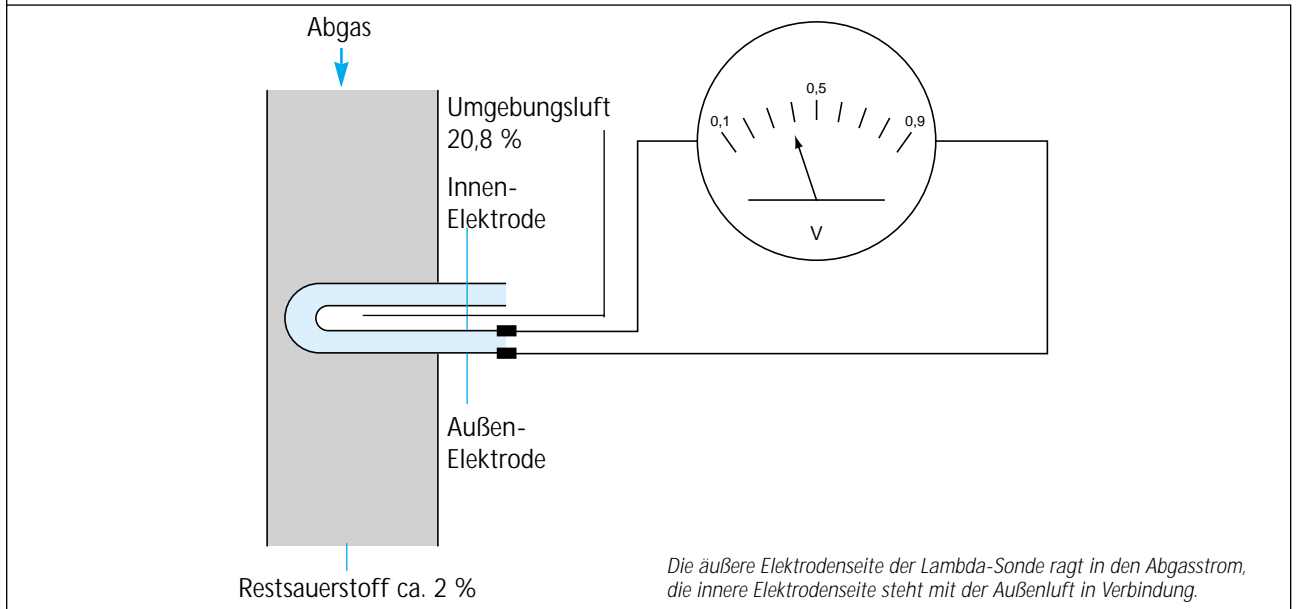 Abgas
Umgebungsluft
20,8 %
Innen-
Elektrode
0,1
0,5
0,9
V
Außen-
Elektrode
Restsauerstoff ca. 2 %
Die äußere Elektrodenseite der Lambda-Sonde ragt in den Abgasstrom,
die innere Elektrodenseite steht mit der Außenluft in Verbindung.